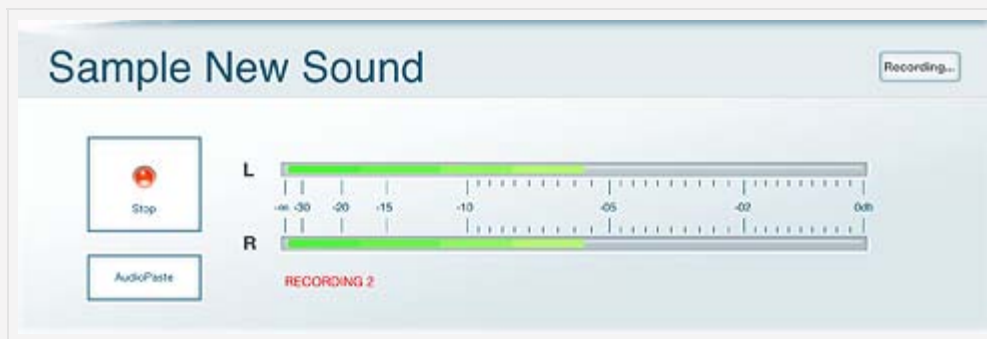 Sample New Sound
Recording...
Stop
L
-∞ -30 -20 -15 -10 -05 -02 0db
R
AudioPaste
RECORDING 2